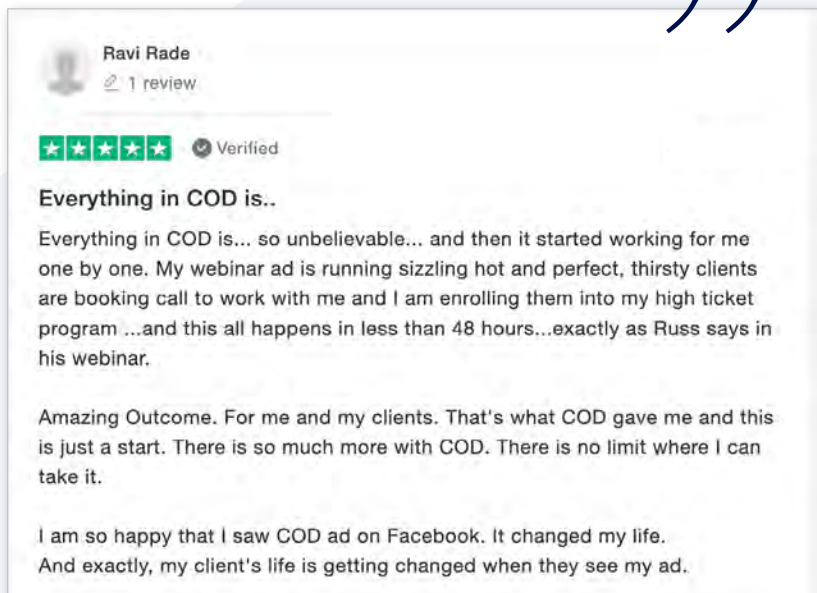 Ravi Rade
1 review
Verified
Everything in COD is..
Everything in COD is... so unbelievable... and then it started working for me
one by one. My webinar ad is running sizzling hot and perfect, thirsty clients
are booking call to work with me and I am enrolling them into my high ticket
program ...and this all happens in less than 48 hours...exactly as Russ says in
his webinar.
Amazing Outcome. For me and my clients. That's what COD gave me and this
is just a start. There is so much more with COD. There is no limit where I can
take it.
I am so happy that I saw COD ad on Facebook. It changed my life.
And exactly, my client's life is getting changed when they see my ad.